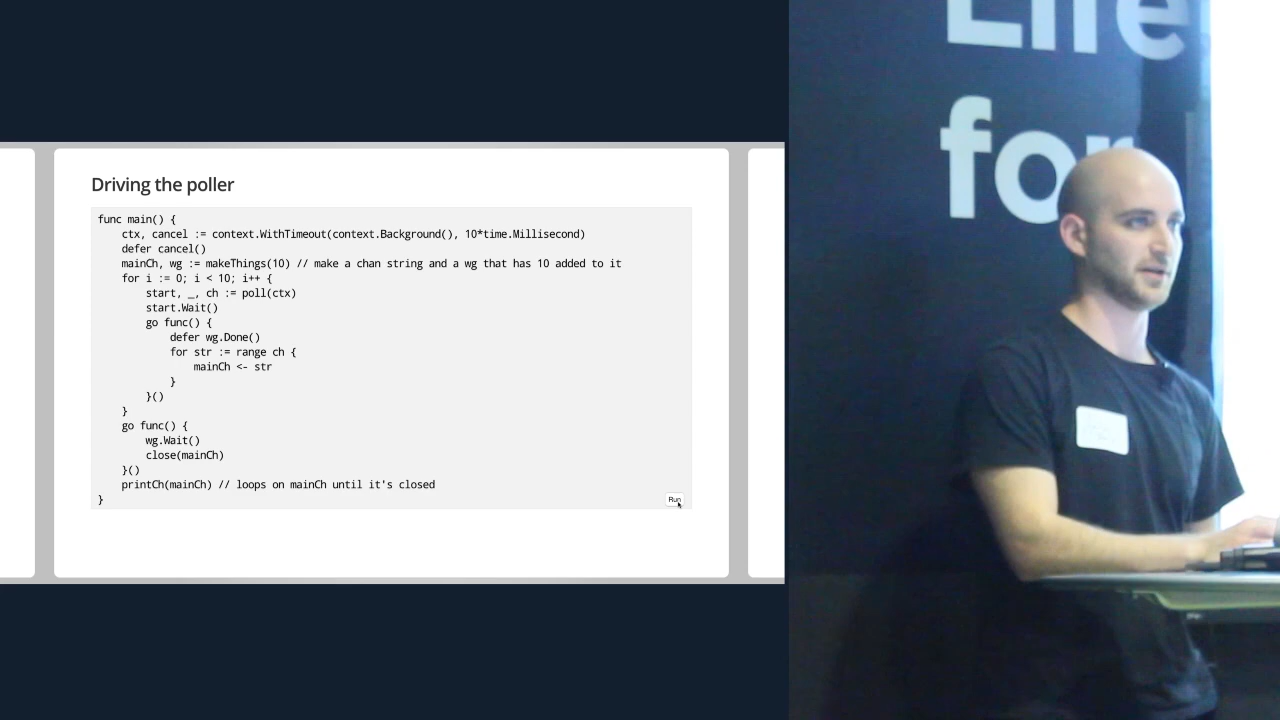 Driving the poller
func main() {
    ctx, cancel := context.WithTimeout(context.Background(), 10*time.Millisecond)
    defer cancel()
    mainCh, wg := makeThings(10) // make a chan string and a wg that has 10 added to it
    for i := 0; i < 10; i++ {
        start, _, ch := poll(ctx)
        start.Wait()
        go func() {
            defer wg.Done()
            for str := range ch {
                mainCh <- str
            }
        }()
    }
    go func() {
        wg.Wait()
        close(mainCh)
    }()
    printCh(mainCh) // loops on mainCh until it's closed
}
Run
Life
for